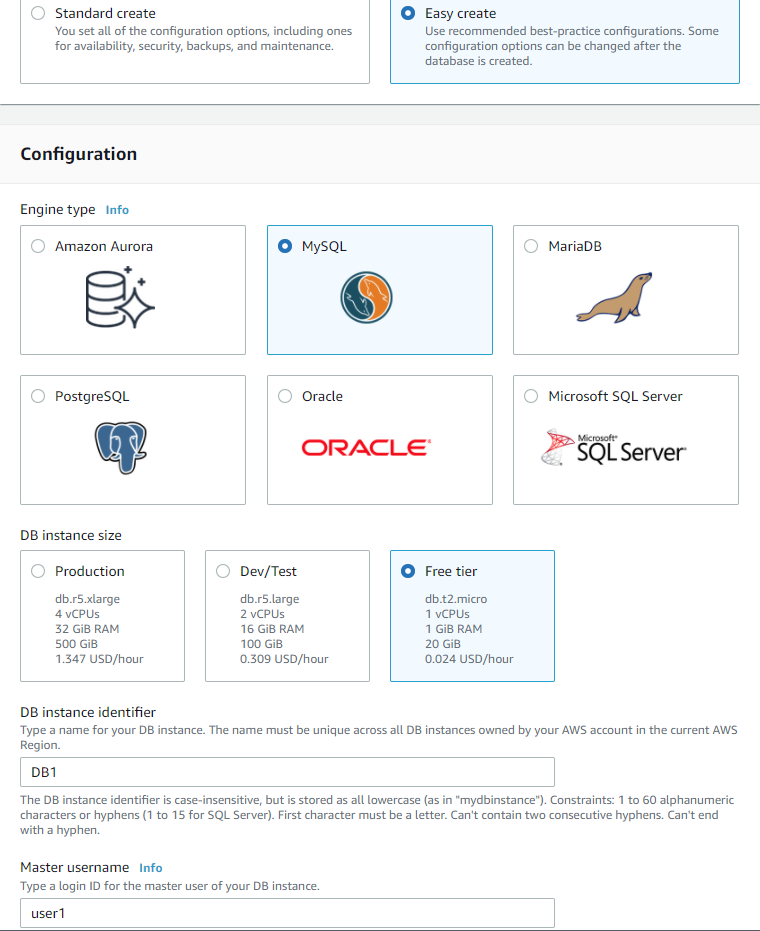 Standard create
You set all of the configuration options, including ones
for availability, security, backups, and maintenance.
Easy create
Use recommended best-practice configurations. Some
configuration options can be changed after the
database is created.
Configuration
Engine type Info
Amazon Aurora
MySQL
MariaDB
PostgreSQL
Oracle
ORACLE
Microsoft SQL Server
Microsoft®
SQL Server
DB instance size
Production
db.r5.xlarge
4 vCPUs
32 GiB RAM
500 GiB
1.347 USD/hour
Dev/Test
db.r5.large
2 vCPUs
16 GiB RAM
100 GiB
0.309 USD/hour
Free tier
db.t2.micro
1 vCPUs
1 GiB RAM
20 GiB
0.024 USD/hour
DB instance identifier
Type a name for your DB instance. The name must be unique across all DB instances owned by your AWS account in the current AWS
Region.
DB1
The DB instance identifier is case-insensitive, but is stored as all lowercase (as in "mydbinstance"). Constraints: 1 to 60 alphanumeric
characters or hyphens (1 to 15 for SQL Server). First character must be a letter. Can't contain two consecutive hyphens. Can't end
with a hyphen.
Master username Info
Type a login ID for the master user of your DB instance.
user1